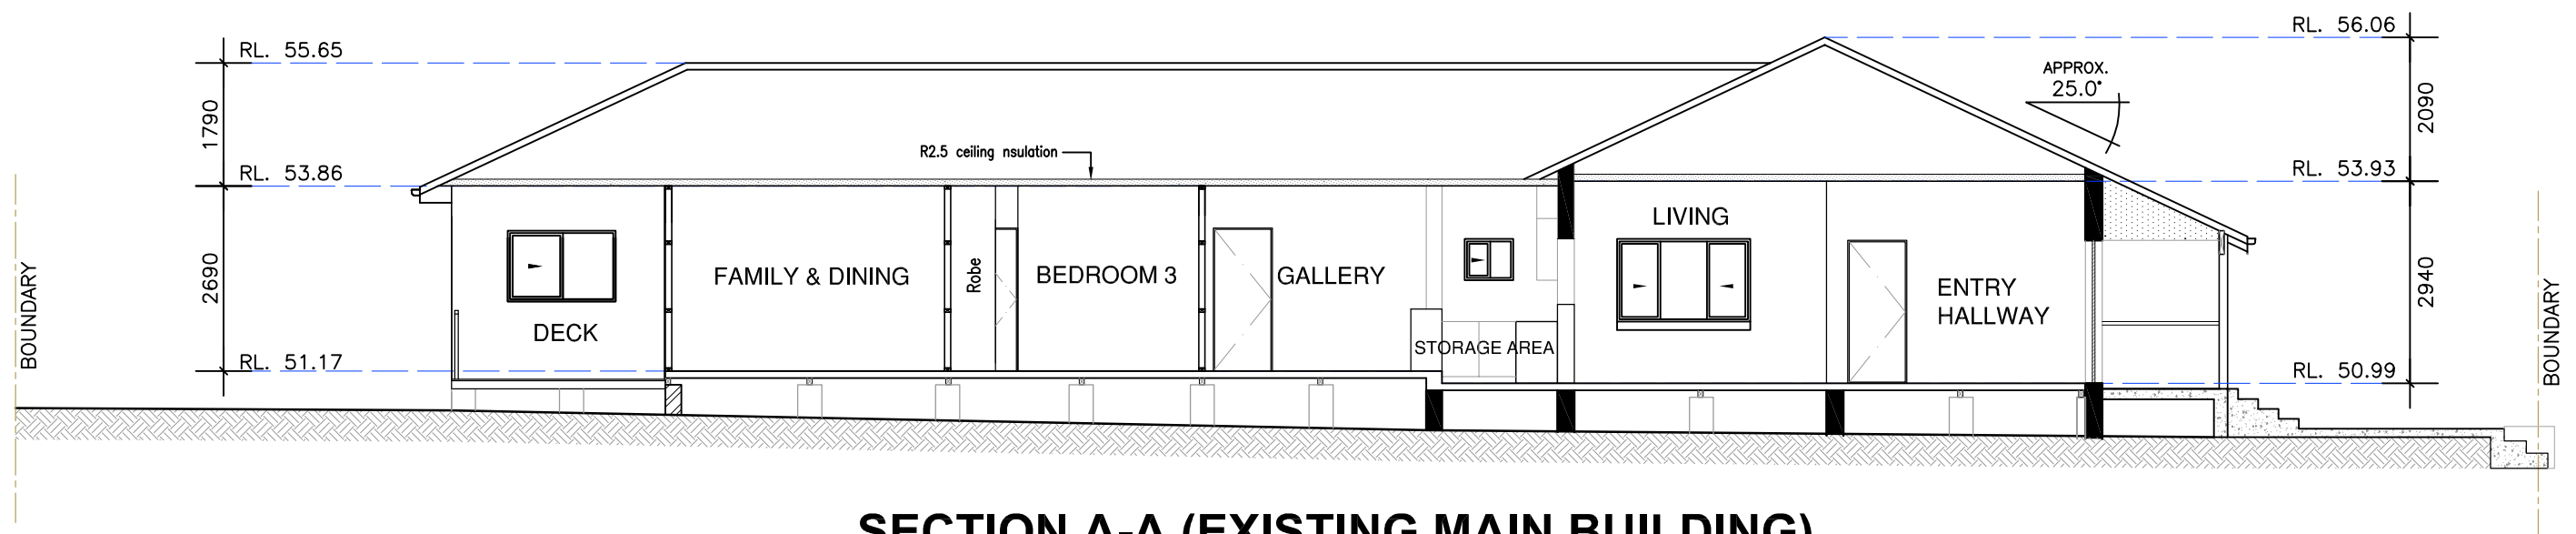 RL. 55.65
RL. 56.06
APPROX.
25.0°
1790
2090
R2.5 ceiling nsulation
RL. 53.86
RL. 53.93
LIVING
2690
FAMILY & DINING
Robe
BEDROOM 3
GALLERY
ENTRY
HALLWAY
2940
DECK
STORAGE AREA
BOUNDARY
BOUNDARY
RL. 51.17
RL. 50.99
SECTION A-A (EXISTING MAIN BUILDING)